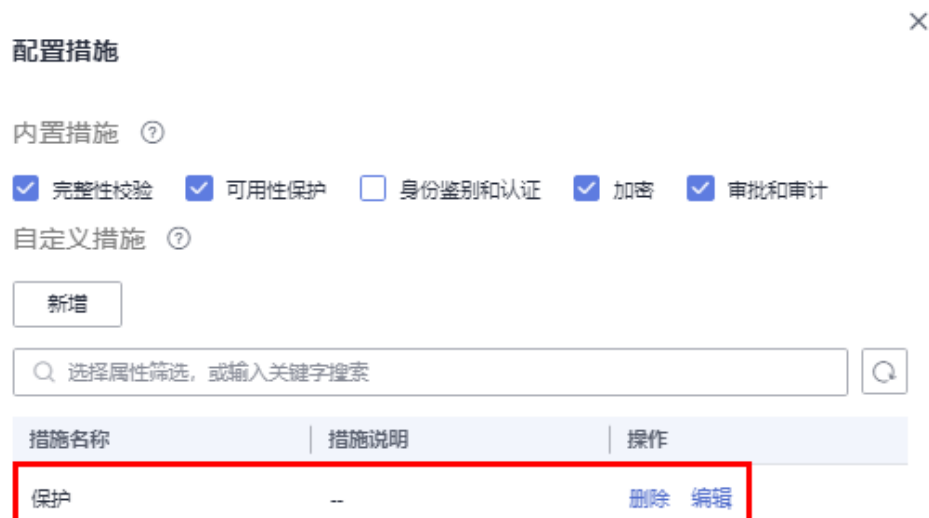 配置措施
内置措施
完整性校验 可用性保护 身份鉴别和认证 加密 审批和审计
自定义措施
新增
选择属性筛选，或输入关键字搜索
措施名称 措施说明 操作
保护 -- 删除 编辑